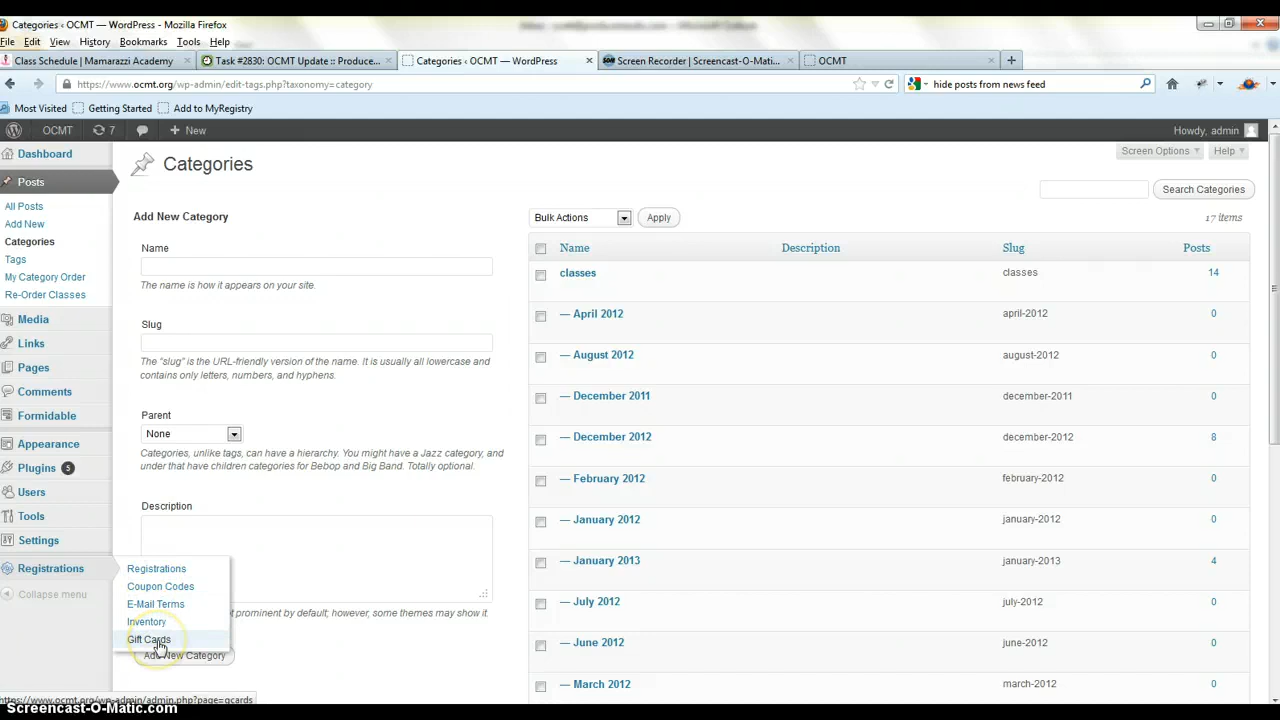 Categories ‹ OCMT — WordPress - Mozilla Firefox
File Edit View History Bookmarks Tools Help
Class Schedule | Mamarazzi Academy
Task #2830: OCMT Update :: Produce...
Categories ‹ OCMT — WordPress
Screen Recorder | Screencast-O-Mati...
OCMT
https://www.ocmt.org/wp-admin/edit-tags.php?taxonomy=category
hide posts from news feed
Most Visited Getting Started Add to MyRegistry
OCMT 7 New
Howdy, admin
Dashboard
Posts
All Posts
Add New
Categories
Tags
My Category Order
Re-Order Classes
Media
Links
Pages
Comments
Formidable
Appearance
Plugins 5
Users
Tools
Settings
Registrations
Collapse menu
Registrations
Coupon Codes
E-Mail Terms
Inventory
Gift Cards
Categories
Screen Options Help
Search Categories
Add New Category
Name
The name is how it appears on your site.
Slug
The "slug" is the URL-friendly version of the name. It is usually all lowercase and
contains only letters, numbers, and hyphens.
Parent
None
Categories, unlike tags, can have a hierarchy. You might have a Jazz category, and
under that have children categories for Bebop and Big Band. Totally optional.
Description
prominent by default; however, some themes may show it.
Add New Category
Bulk Actions Apply
17 items
Name Description Slug Posts
classes classes 14
— April 2012 april-2012 0
— August 2012 august-2012 0
— December 2011 december-2011 0
— December 2012 december-2012 8
— February 2012 february-2012 0
— January 2012 january-2012 0
— January 2013 january-2013 4
— July 2012 july-2012 0
— June 2012 june-2012 0
— March 2012 march-2012 0
https://www.ocmt.org/wp-admin/admin.php?page=gcards
Screencast-O-Matic.com